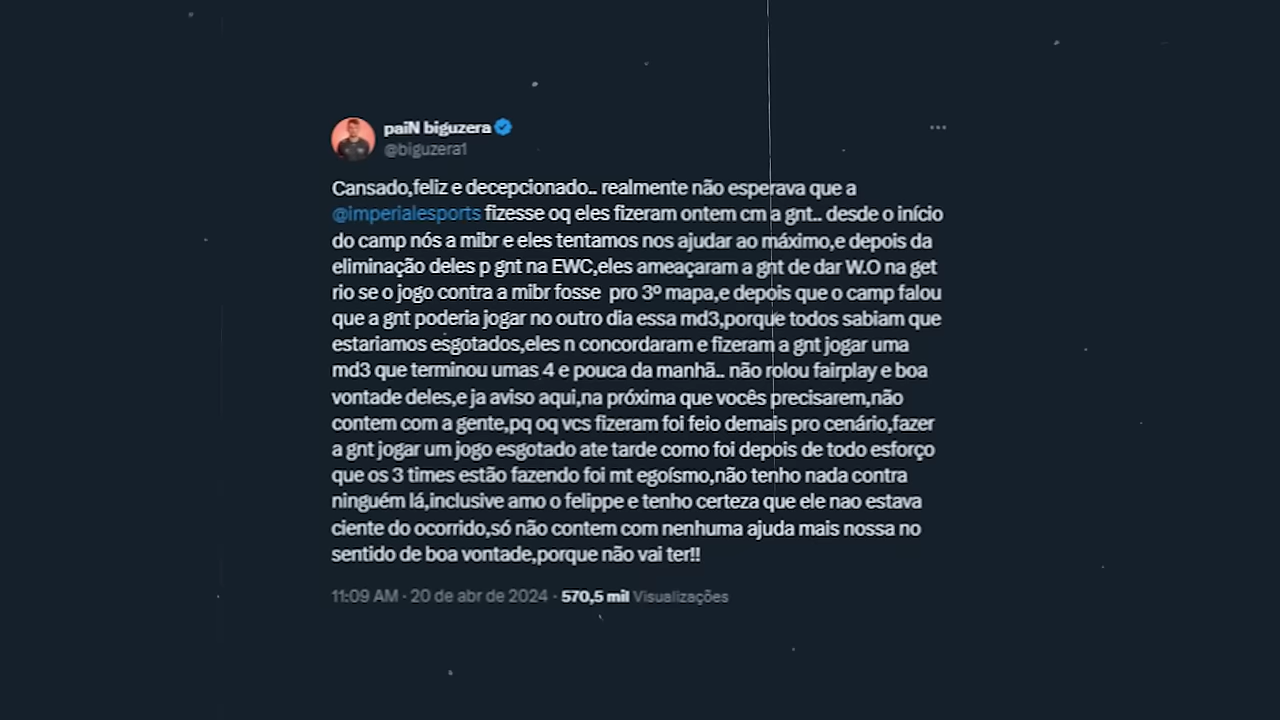 paiN biguzera
@biguzera1
Cansado,feliz e decepcionado.. realmente não esperava que a
@imperialesports fizesse oq eles fizeram ontem cm a gnt.. desde o início
do camp nós a mibr e eles tentamos nos ajudar ao máximo,e depois da
eliminação deles p gnt na EWC,eles ameaçaram a gnt de dar W.O na get
rio se o jogo contra a mibr fosse pro 3º mapa,e depois que o camp falou
que a gnt poderia jogar no outro dia essa md3,porque todos sabiam que
estariamos esgotados,eles n concordaram e fizeram a gnt jogar uma
md3 que terminou umas 4 e pouca da manhã.. não rolou fairplay e boa
vontade deles,e ja aviso aqui,na próxima que vocês precisarem,não
contem com a gente,pq oq vcs fizeram foi feio demais pro cenário,fazer
a gnt jogar um jogo esgotado ate tarde como foi depois de todo esforço
que os 3 times estão fazendo foi mt egoísmo,não tenho nada contra
ninguém lá,inclusive amo o felippe e tenho certeza que ele nao estava
ciente do ocorrido,só não contem com nenhuma ajuda mais nossa no
sentido de boa vontade,porque não vai ter!!
11:09 AM · 20 de abr de 2024 · 570,5 mil Visualizações